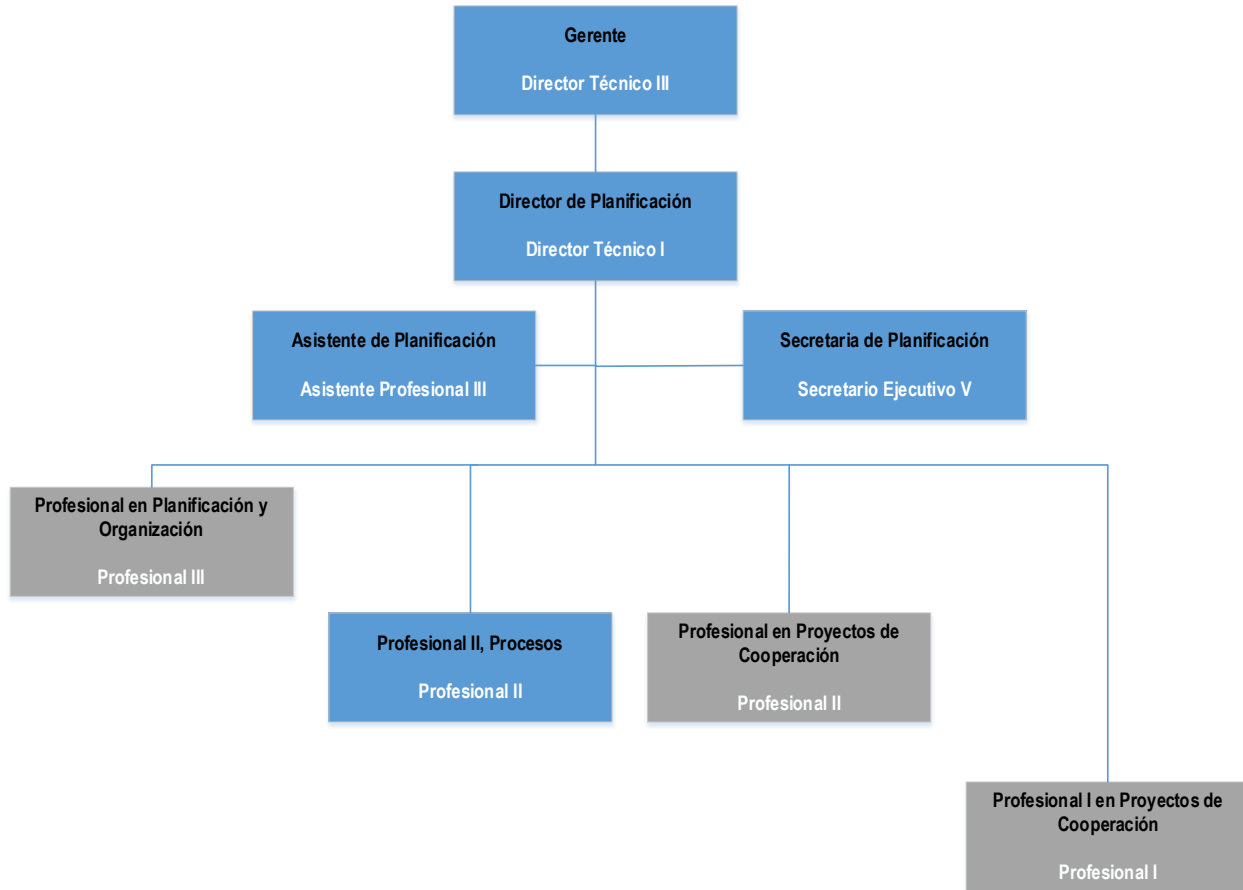 Gerente
Director Técnico III
Director de Planificación
Director Técnico I
Asistente de Planificación
Asistente Profesional III
Secretaria de Planificación
Secretario Ejecutivo V
Profesional en Planificación y
Organización
Profesional III
Profesional II, Procesos
Profesional II
Profesional en Proyectos de
Cooperación
Profesional II
Profesional I en Proyectos de
Cooperación
Profesional I